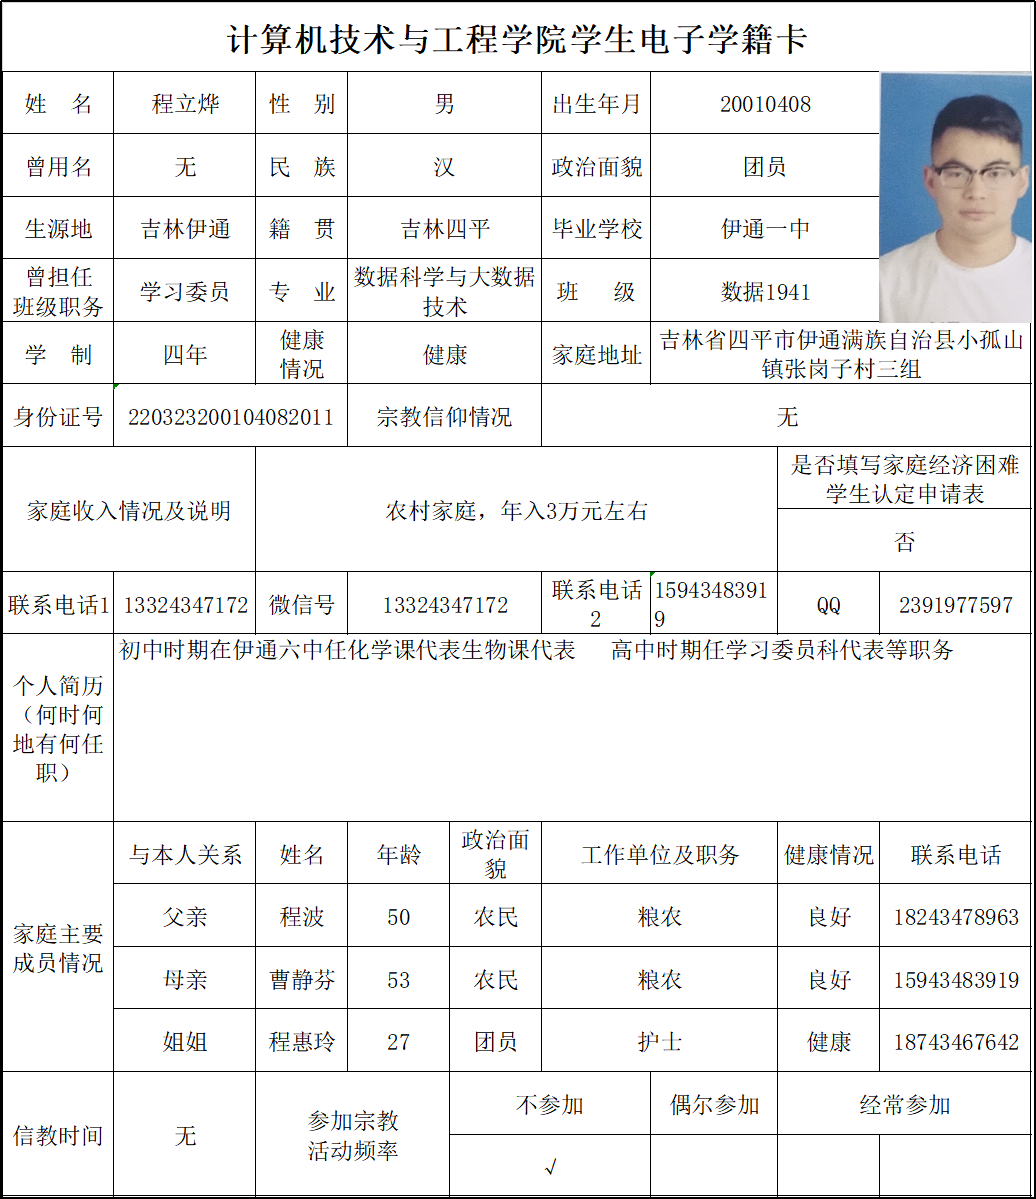 计算机技术与工程学院学生电子学籍卡
姓 名 程立烨 性 别 男 出生年月 20010408
曾用名 无 民 族 汉 政治面貌 团员
生源地 吉林伊通 籍 贯 吉林四平 毕业学校 伊通一中
曾担任
班级职务 学习委员 专 业 数据科学与大数据
技术 班 级 数据1941
学 制 四年 健康
情况 健康 家庭地址 吉林省四平市伊通满族自治县小孤山
镇张岗子村三组
身份证号 220323200104082011 宗教信仰情况 无
家庭收入情况及说明 农村家庭，年入3万元左右 是否填写家庭经济困难
学生认定申请表
否
联系电话1 13324347172 微信号 13324347172 联系电话
2 1594348391
9 QQ 2391977597
个人简历
（何时何
地有何任
职） 初中时期在伊通六中任化学课代表生物课代表 高中时期任学习委员科代表等职务
家庭主要
成员情况 与本人关系 姓名 年龄 政治面
貌 工作单位及职务 健康情况 联系电话
父亲 程波 50 农民 粮农 良好 18243478963
母亲 曹静芬 53 农民 粮农 良好 15943483919
姐姐 程惠玲 27 团员 护士 健康 18743467642
信教时间 无 参加宗教
活动频率 不参加 偶尔参加 经常参加
√